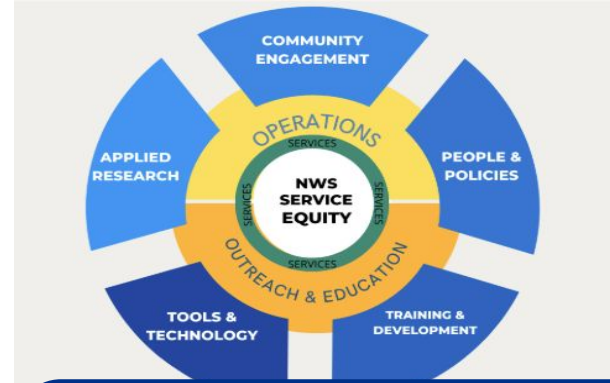 COMMUNITY
ENGAGEMENT
APPLIED
RESEARCH
PEOPLE &
POLICIES
OPERATIONS
SERVICES
SERVICES
NWS
SERVICE
EQUITY
SERVICES
SERVICES
OUTREACH & EDUCATION
TOOLS &
TECHNOLOGY
TRAINING &
DEVELOPMENT